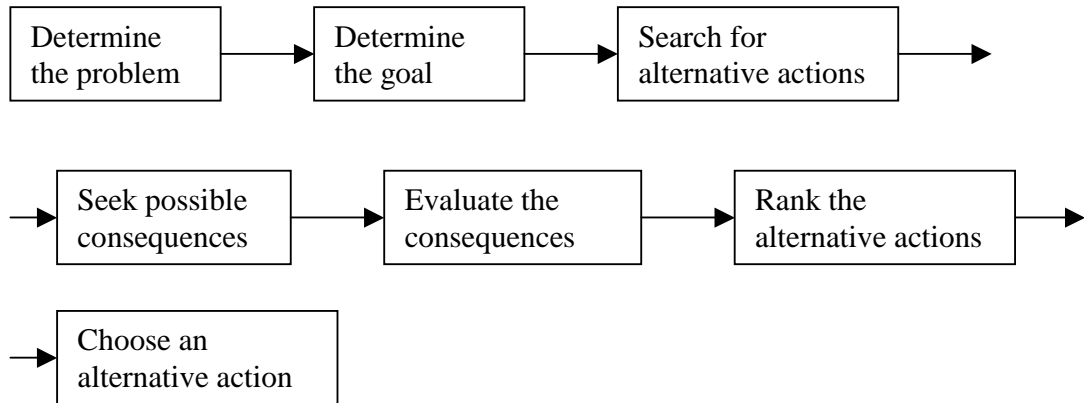 Determine
the problem
Determine
the goal
Search for
alternative actions
Seek possible
consequences
Evaluate the
consequences
Rank the
alternative actions
Choose an
alternative action